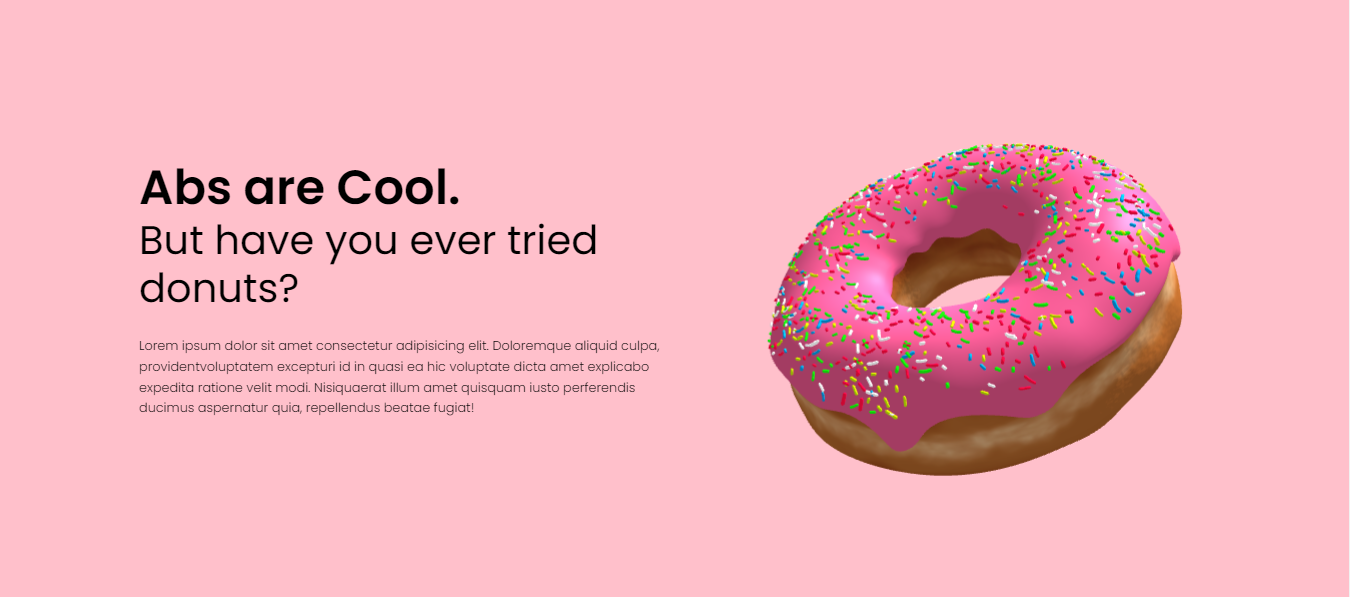 Abs are Cool.
But have you ever tried
donuts?
Lorem ipsum dolor sit amet consectetur adipisicing elit. Doloremque aliquid culpa,
providentvoluptatem excepturi id in quasi ea hic voluptate dicta amet explicabo
expedita ratione velit modi. Nisiquaerat illum amet quisquam iusto perferendis
ducimus aspernatur quia, repellendus beatae fugiat!